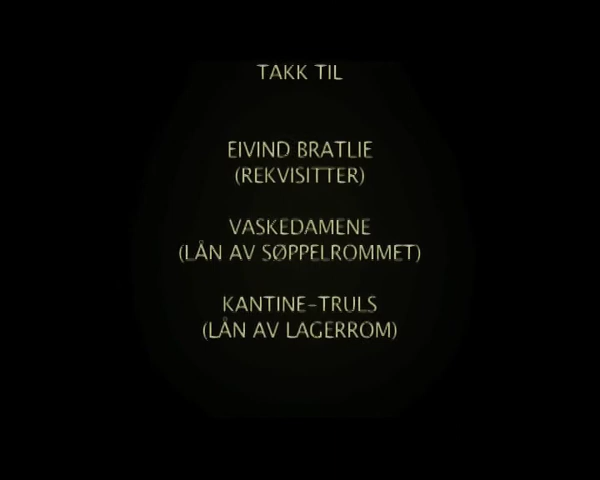 TAKK TIL
EIVIND BRATLIE
(REKVISITTER)
VASKEDAMENE
(LÅN AV SØPPELROMMET)
KANTINE-TRULS
(LÅN AV LAGERROM)